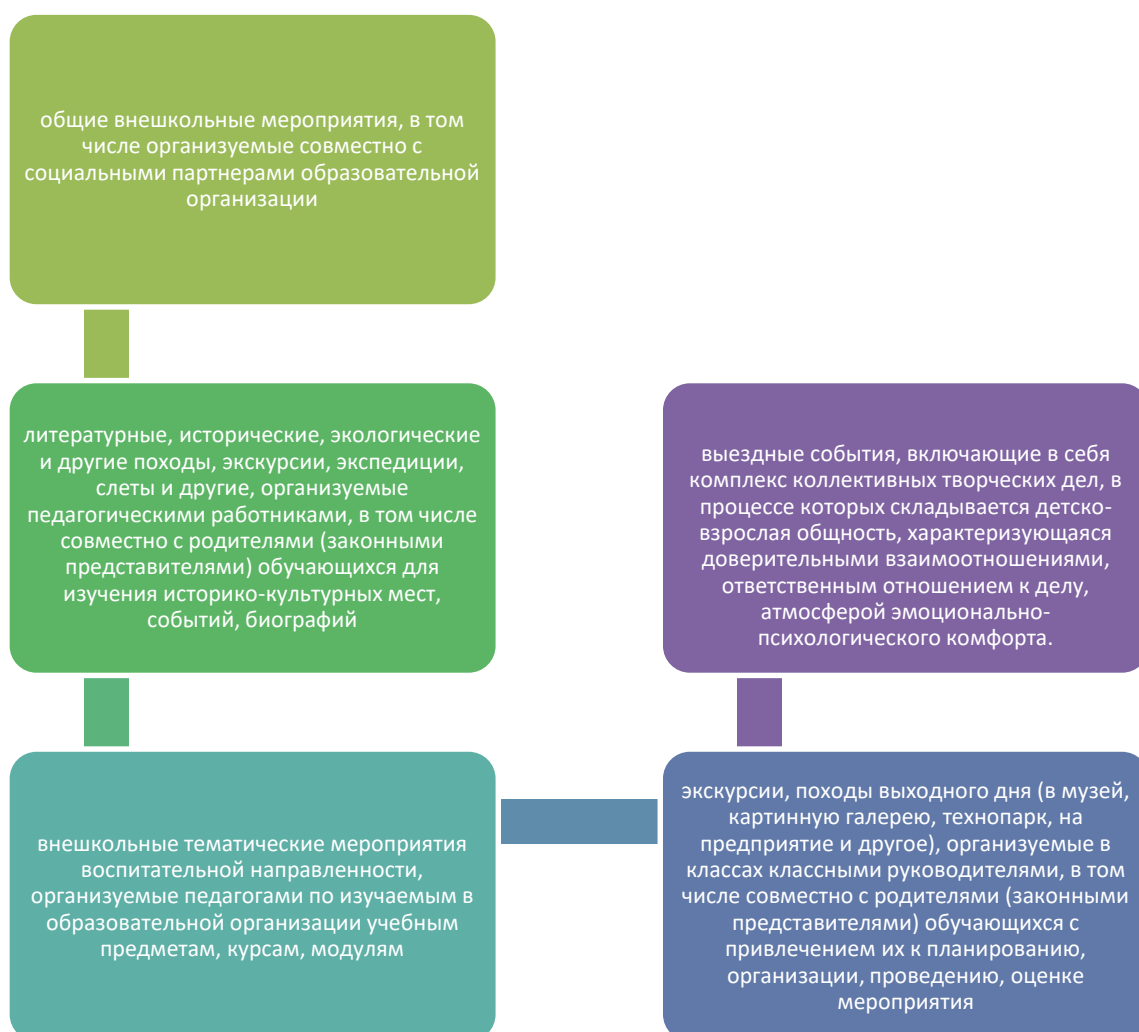 общие внешкольные мероприятия, в том
числе организуемые совместно с
социальными партнерами образовательной
организации
литературные, исторические, экологические
и другие походы, экскурсии, экспедиции,
слеты и другие, организуемые
педагогическими работниками, в том числе
совместно с родителями (законными
представителями) обучающихся для
изучения историко-культурных мест,
событий, биографий
внешкольные тематические мероприятия
воспитательной направленности,
организуемые педагогами по изучаемым в
образовательной организации учебным
предметам, курсам, модулям
экскурсии, походы выходного дня (в музей,
картинную галерею, технопарк, на
предприятие и другое), организуемые в
классах классными руководителями, в том
числе совместно с родителями (законными
представителями) обучающихся с
привлечением их к планированию,
организации, проведению, оценке
мероприятия
выездные события, включающие в себя
комплекс коллективных творческих дел, в
процессе которых складывается детско-
взрослая общность, характеризующаяся
доверительными взаимоотношениями,
ответственным отношением к делу,
атмосферой эмоционально-
психологического комфорта.